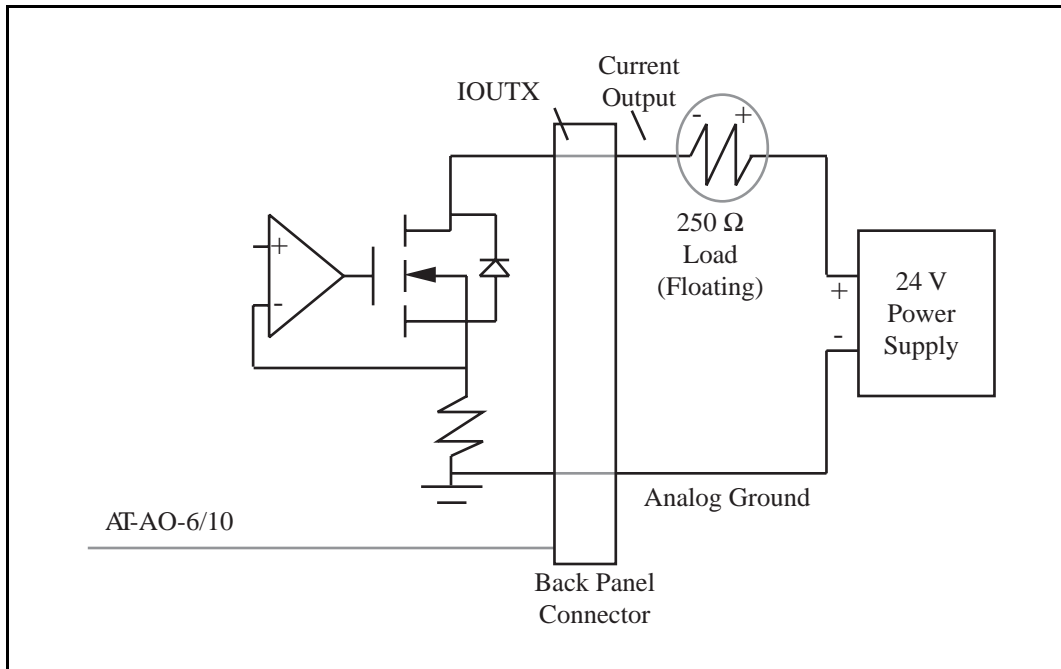 IOUTX
Current
Output
- +
250 Ω
Load
(Floating)
+
-
+
-
24 V
Power
Supply
Analog Ground
AT-AO-6/10
Back Panel
Connector